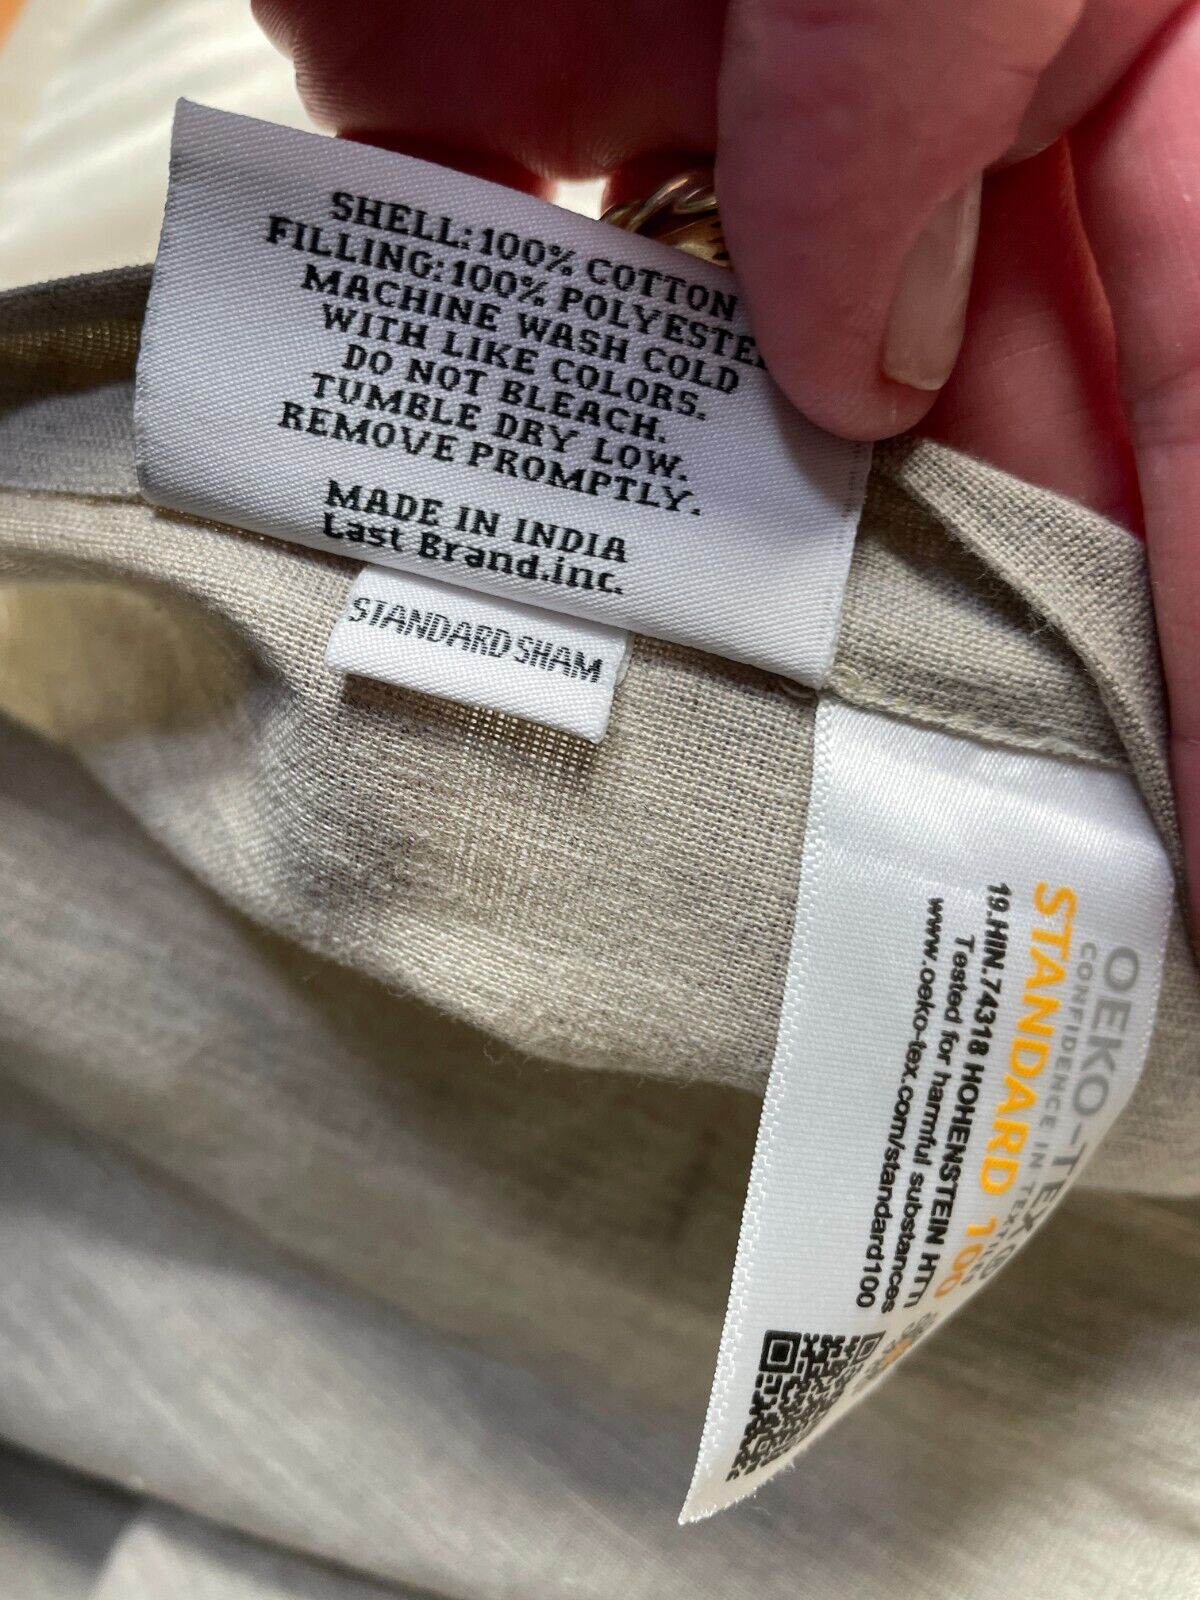 SHELL: 100% COTTON
FILLING: 100% POLYESTER
MACHINE WASH COLD
WITH LIKE COLORS.
DO NOT BLEACH.
TUMBLE DRY LOW.
REMOVE PROMPTLY.
MADE IN INDIA
Last Brand.inc.
STANDARD SHAM
OEKO-TEX®
CONFIDENCE IN TEXTILES
STANDARD 100
19.HIN.74318 HOHENSTEIN HTTI
Tested for harmful substances
www.oeko-tex.com/standard100